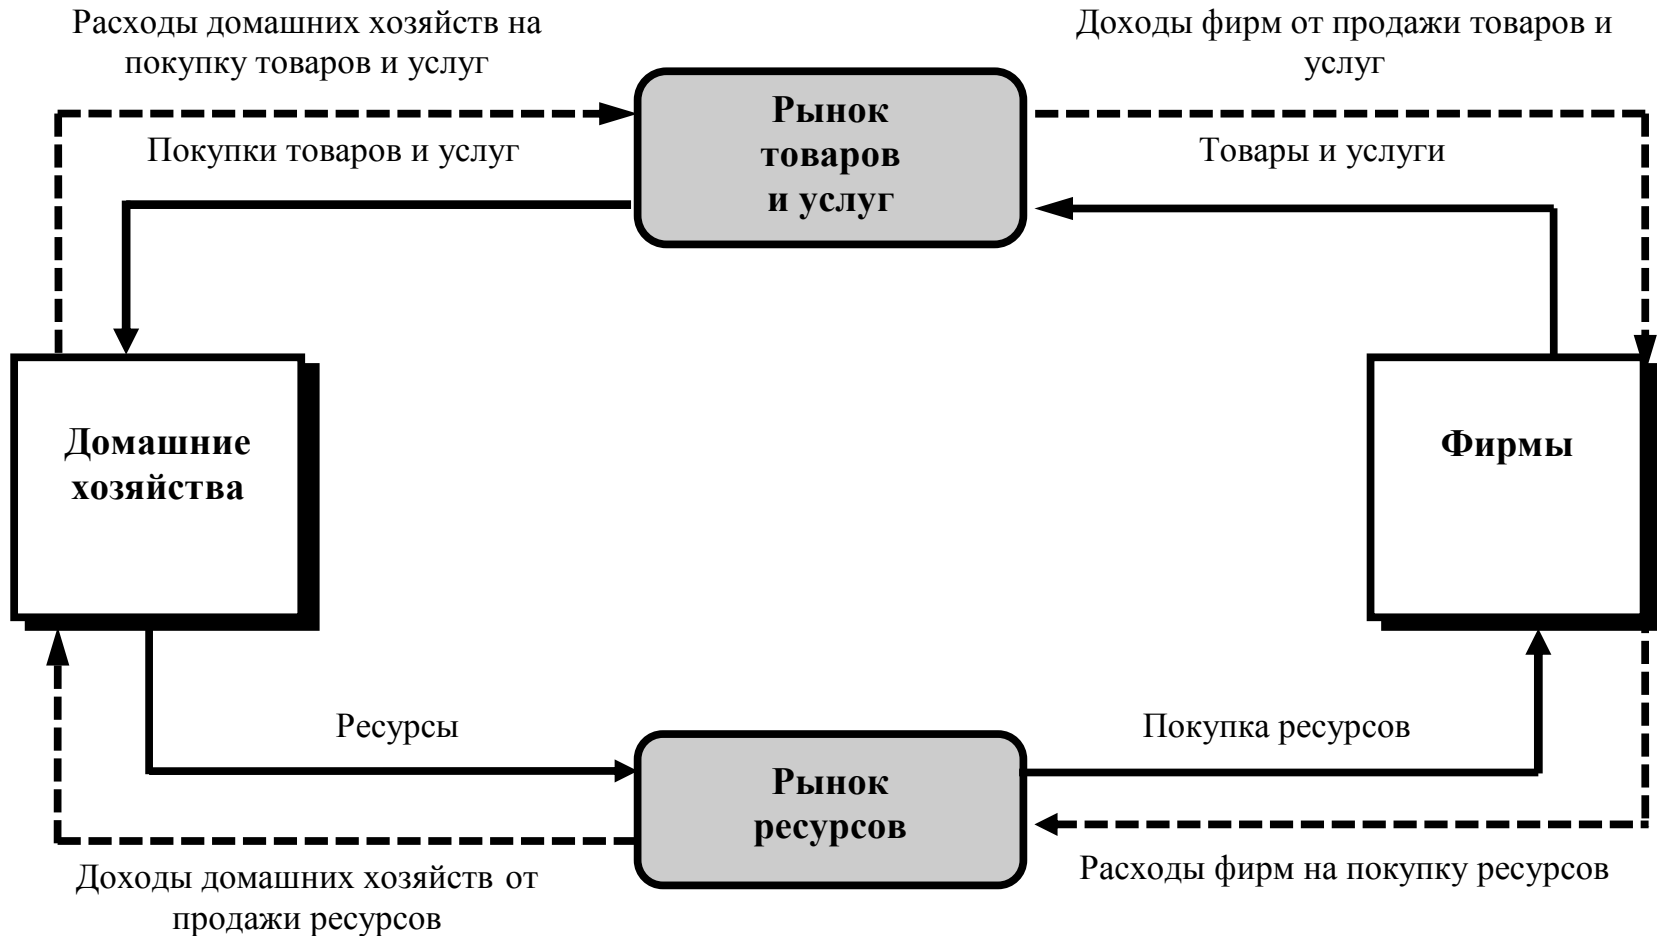 Расходы домашних хозяйств на
покупку товаров и услуг
Доходы фирм от продажи товаров и
услуг
Рынок
товаров
и услуг
Покупки товаров и услуг
Товары и услуги
Домашние
хозяйства
Фирмы
Ресурсы
Покупка ресурсов
Рынок
ресурсов
Доходы домашних хозяйств от
продажи ресурсов
Расходы фирм на покупку ресурсов